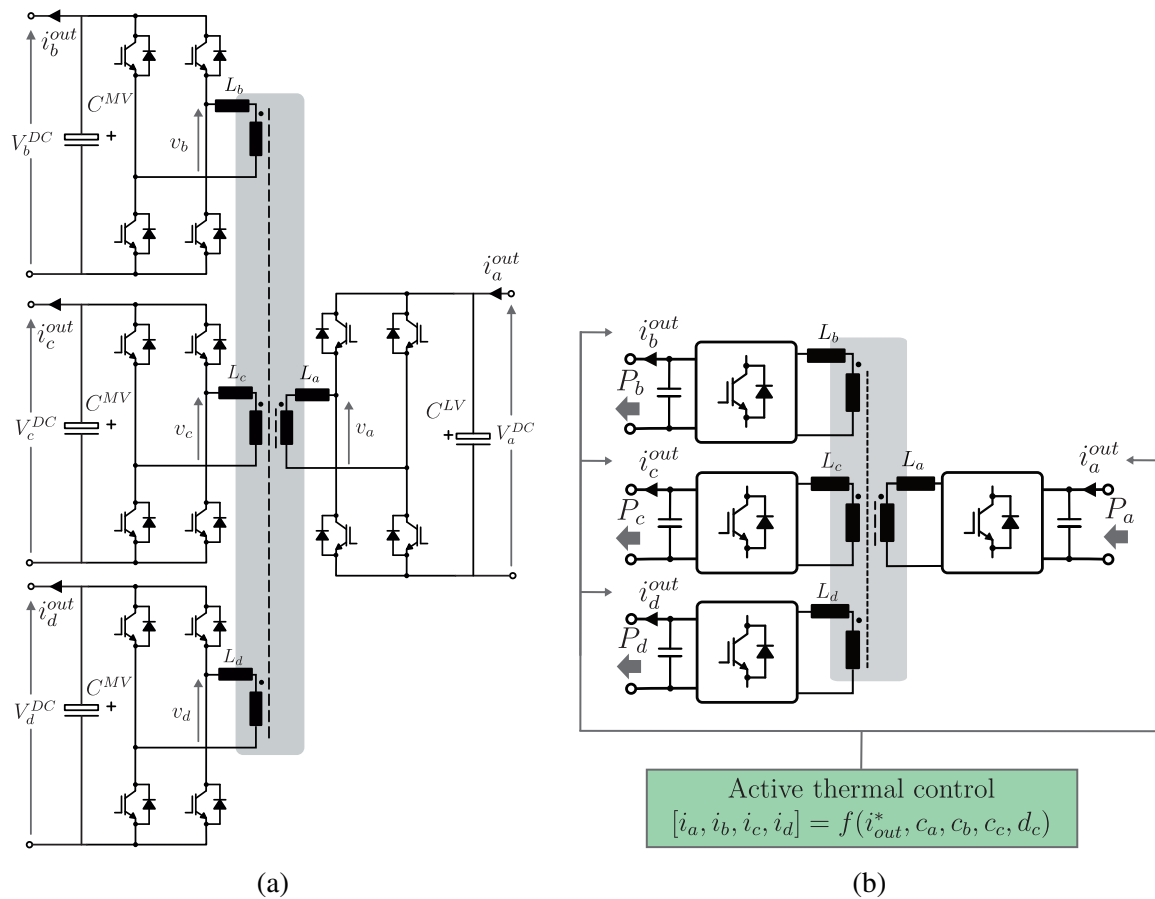 i_b^{out}
C^{MV}
+
V_b^{DC}
v_b
L_b
i_c^{out}
C^{MV}
+
V_c^{DC}
v_c
L_c
L_a
v_a
i_a^{out}
C^{LV}
+
V_a^{DC}
i_d^{out}
C^{MV}
+
V_d^{DC}
v_d
L_d
(a)
i_b^{out}
P_b
L_b
i_c^{out}
P_c
L_c
L_a
i_a^{out}
P_a
i_d^{out}
P_d
L_d
Active thermal control
[i_a, i_b, i_c, i_d] = f(i_{out}^*, c_a, c_b, c_c, d_c)
(b)